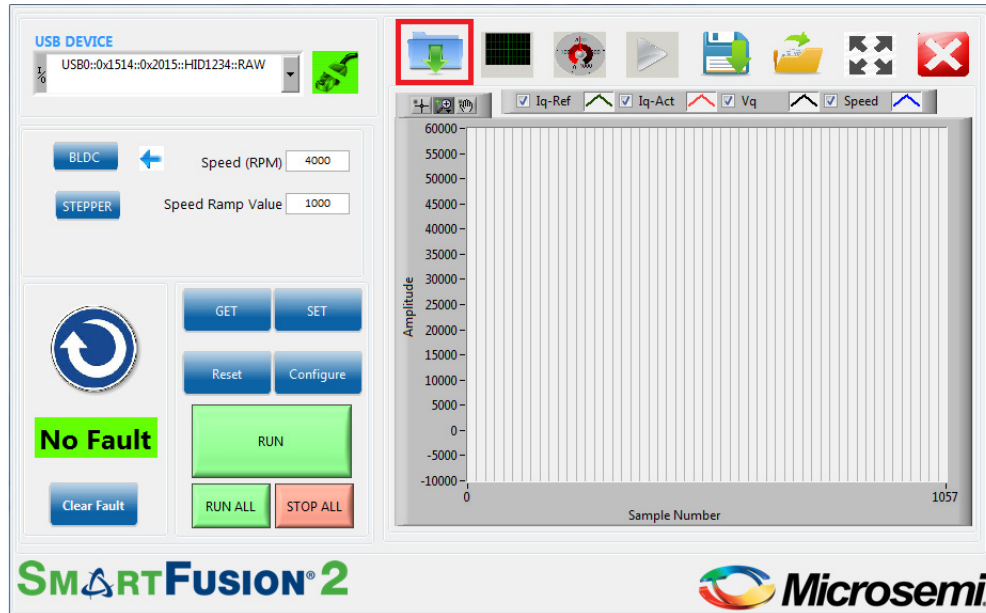 USB DEVICE
I/O
USB0::0x1514::0x2015::HID1234::RAW
BLDC
Speed (RPM) 4000
STEPPER
Speed Ramp Value 1000
GET
SET
Reset
Configure
No Fault
RUN
Clear Fault
RUN ALL
STOP ALL
Iq-Ref
Iq-Act
Vq
Speed
Amplitude
60000
55000
50000
45000
40000
35000
30000
25000
20000
15000
10000
5000
0
-5000
-10000
0
1057
Sample Number
SMARTFUSION®2
Microsemi.